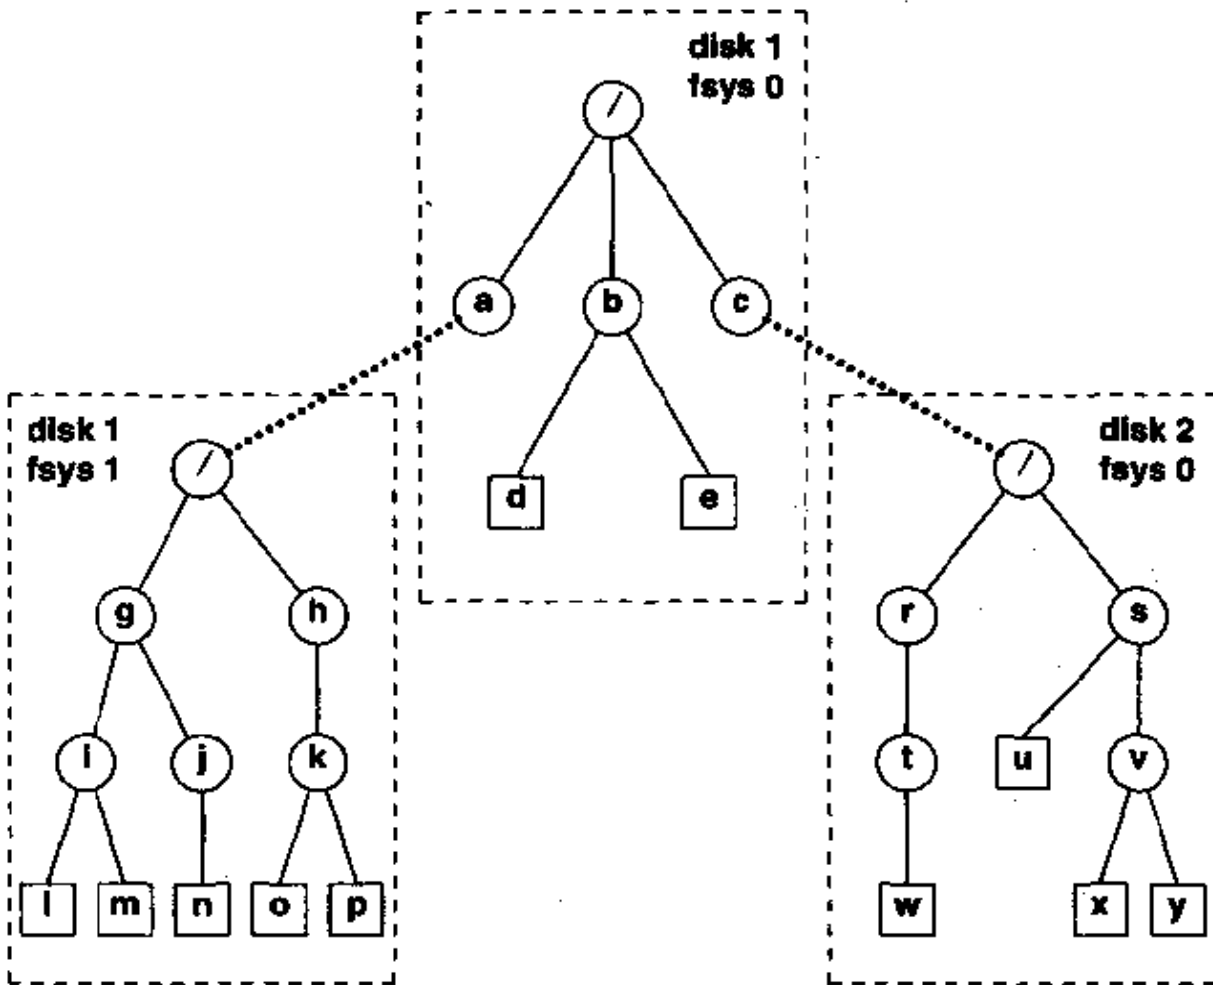 disk 1
fsys 0
/
a b c
disk 1
fsys 1
/
d e
disk 2
fsys 0
/
g h
r s
i j k
t u v
l m n o p
w x y